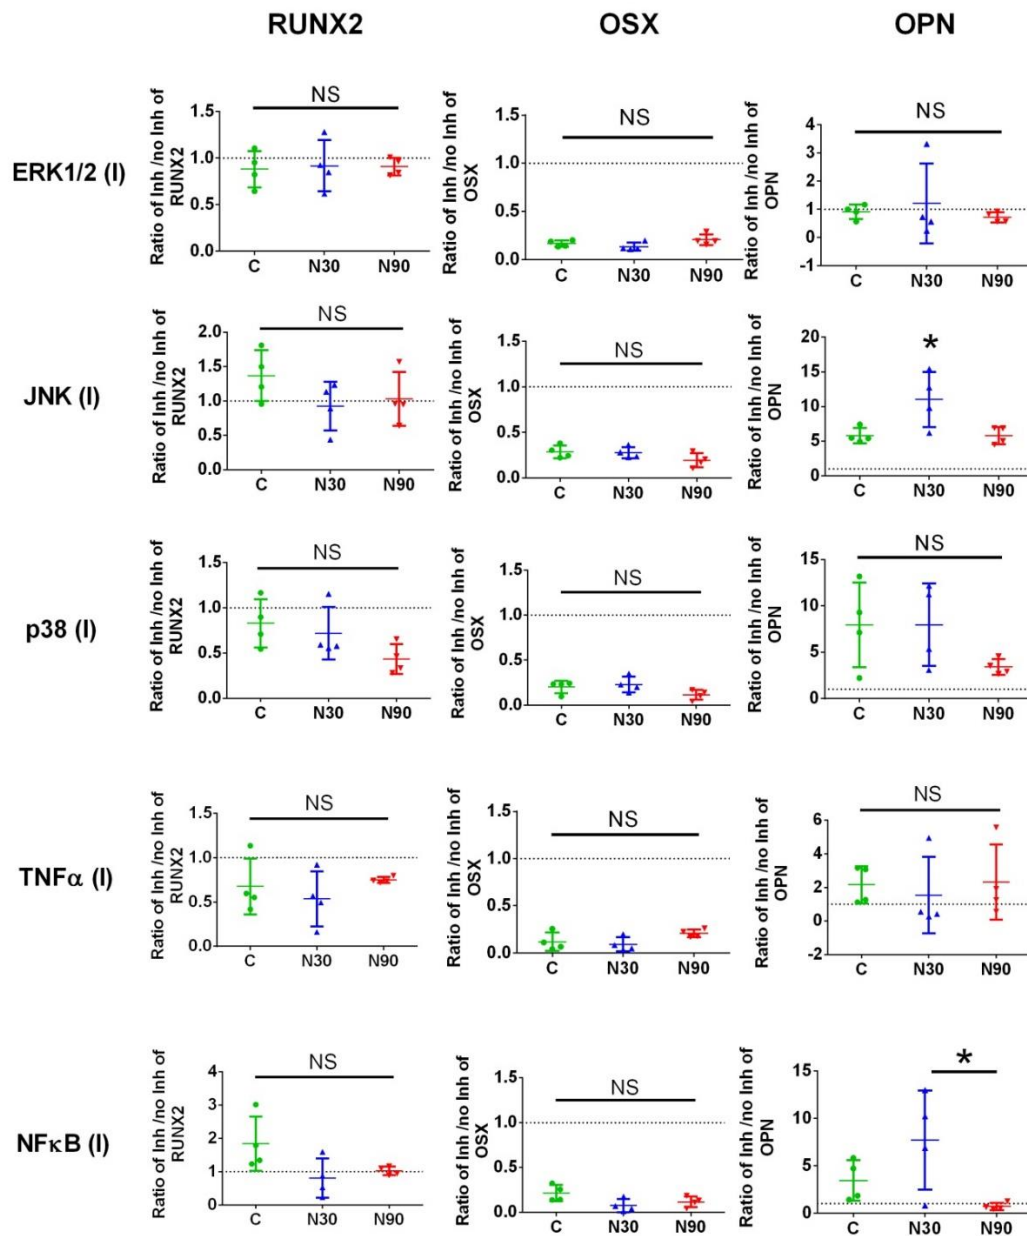 RUNX2 OSX OPN
ERK1/2 (I)
Ratio of Inh /no Inh of
RUNX2
1.5
1.0
0.5
0.0
NS
C N30 N90
Ratio of Inh /no Inh of
OSX
1.5
1.0
0.5
0.0
NS
C N30 N90
Ratio of Inh /no Inh of
OPN
4
3
2
1
0
-1
NS
C N30 N90
JNK (I)
Ratio of Inh /no Inh of
RUNX2
2.0
1.5
1.0
0.5
0.0
NS
C N30 N90
Ratio of Inh /no Inh of
OSX
1.5
1.0
0.5
0.0
NS
C N30 N90
Ratio of Inh /no Inh of
OPN
20
15
10
5
0
*
C N30 N90
p38 (I)
Ratio of Inh /no Inh of
RUNX2
1.5
1.0
0.5
0.0
NS
C N30 N90
Ratio of Inh /no Inh of
OSX
1.5
1.0
0.5
0.0
NS
C N30 N90
Ratio of Inh /no Inh of
OPN
15
10
5
0
NS
C N30 N90
TNFα (I)
Ratio of Inh /no Inh of
RUNX2
1.5
1.0
0.5
0.0
NS
C N30 N90
Ratio of Inh /no Inh of
OSX
1.5
1.0
0.5
0.0
NS
C N30 N90
Ratio of Inh /no Inh of
OPN
6
4
2
0
-2
NS
C N30 N90
NFκB (I)
Ratio of Inh /no Inh of
RUNX2
4
3
2
1
0
NS
C N30 N90
Ratio of Inh /no Inh of
OSX
1.5
1.0
0.5
0.0
NS
C N30 N90
Ratio of Inh /no Inh of
OPN
15
10
5
0
*
C N30 N90